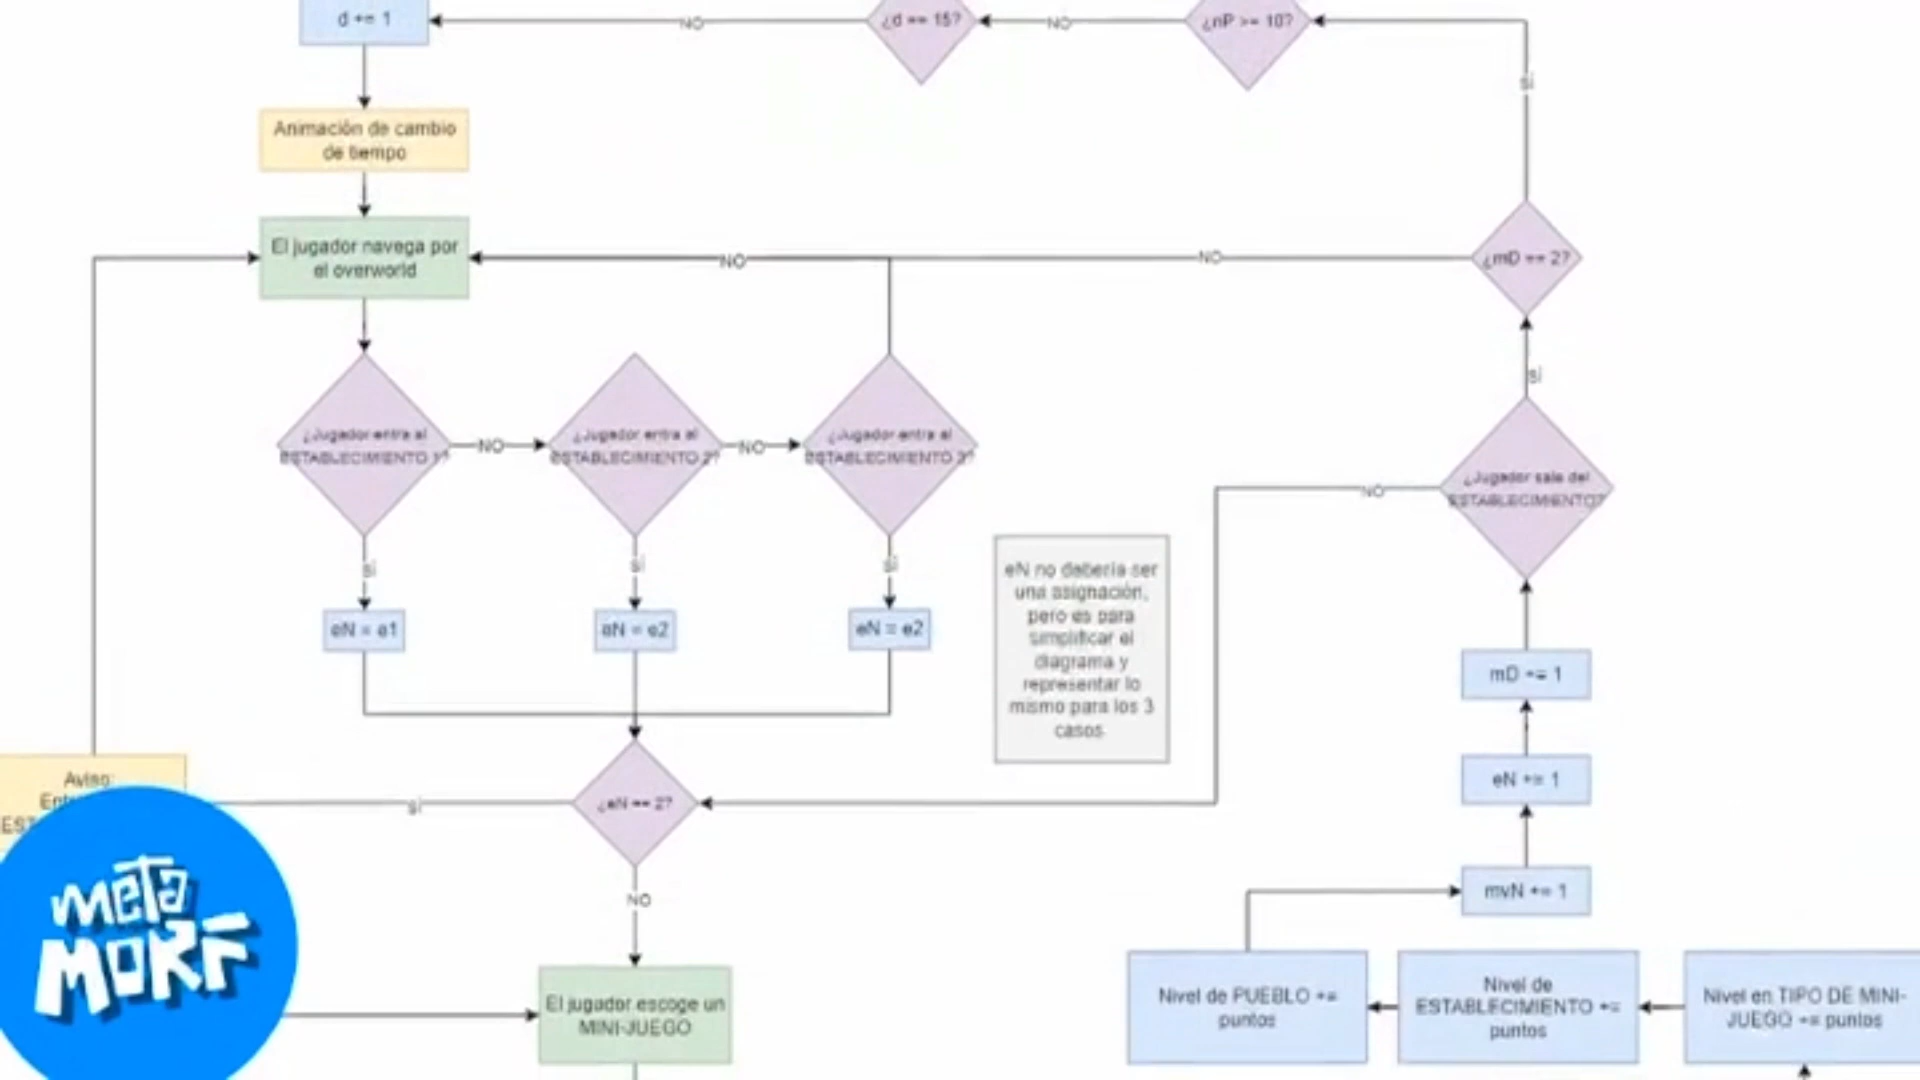 d += 1
NO
¿d == 15?
NO
¿nP >= 10?
SÍ
Animación de cambio
de tiempo
El jugador navega por
el overworld
NO
NO
¿mD == 2?
SÍ
¿Jugador entra al
ESTABLECIMIENTO 1?
NO
¿Jugador entra al
ESTABLECIMIENTO 2?
NO
¿Jugador entra al
ESTABLECIMIENTO 3?
NO
¿Jugador sale del
ESTABLECIMIENTO?
SÍ
SÍ
SÍ
eN = e1
eN = e2
eN = e2
eN no debería ser
una asignación,
pero es para
simplificar el
diagrama y
representar lo
mismo para los 3
casos
mD += 1
eN += 1
mvN += 1
Aviso:
SÍ
¿eN == 2?
NO
El jugador escoge un
MINI-JUEGO
Nivel de PUEBLO +=
puntos
Nivel de
ESTABLECIMIENTO +=
puntos
Nivel en TIPO DE MINI-
JUEGO += puntos
meta
MORF